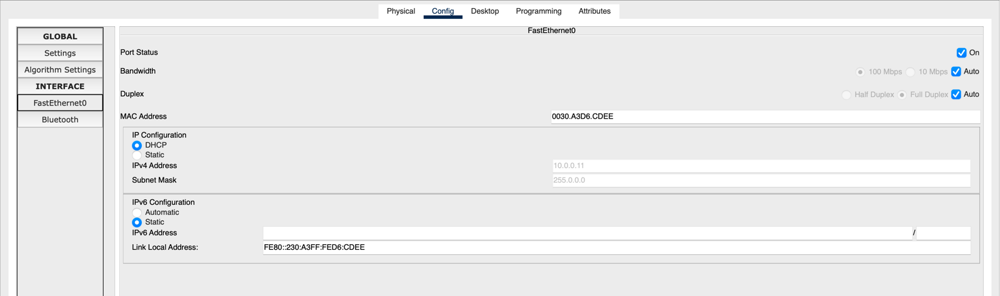 Physical Config Desktop Programming Attributes
GLOBAL
Settings
Algorithm Settings
INTERFACE
FastEthernet0
Bluetooth
FastEthernet0
Port Status On
Bandwidth 100 Mbps 10 Mbps Auto
Duplex Half Duplex Full Duplex Auto
MAC Address 0030.A3D6.CDEE
IP Configuration
DHCP
Static
IPv4 Address 10.0.0.11
Subnet Mask 255.0.0.0
IPv6 Configuration
Automatic
Static
IPv6 Address /
Link Local Address: FE80::230:A3FF:FED6:CDEE